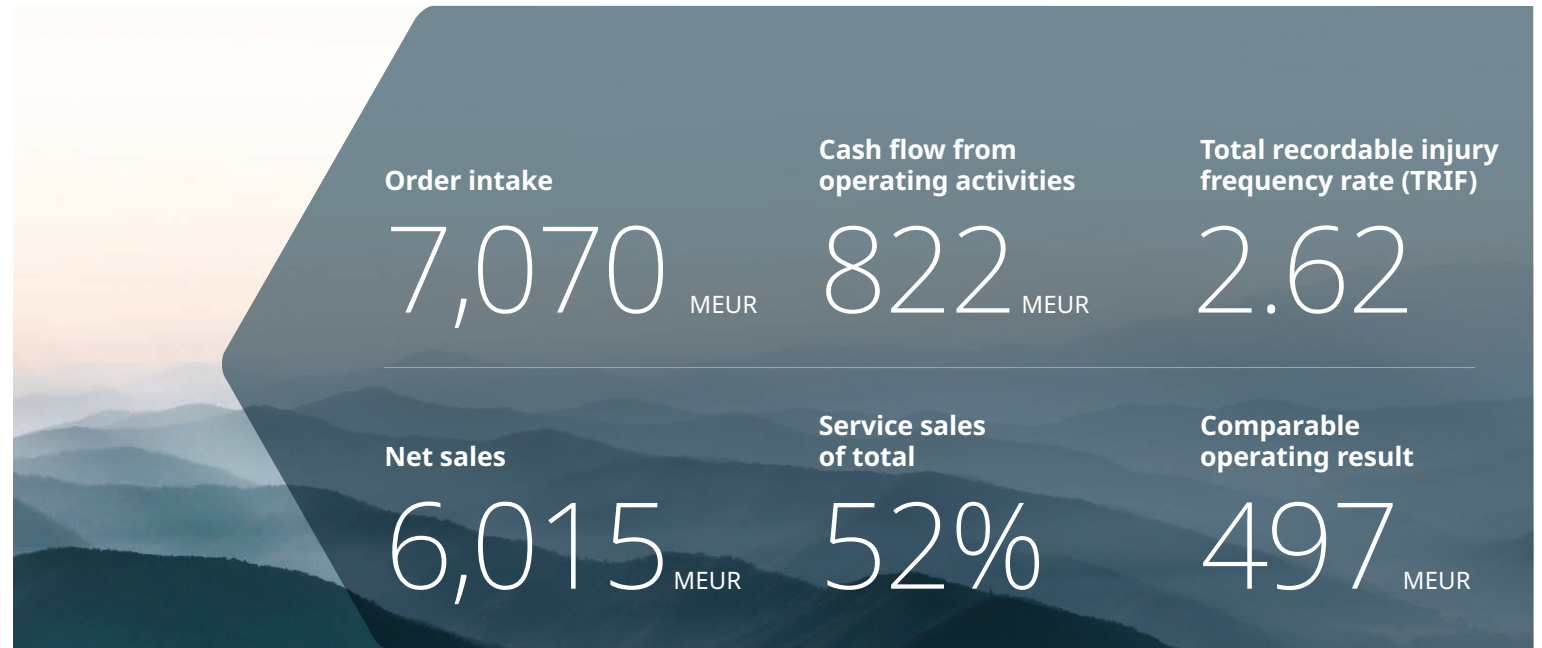 Order intake
7,070 MEUR
Cash flow from
operating activities
822 MEUR
Total recordable injury
frequency rate (TRIF)
2.62
Net sales
6,015 MEUR
Service sales
of total
52%
Comparable
operating result
497 MEUR